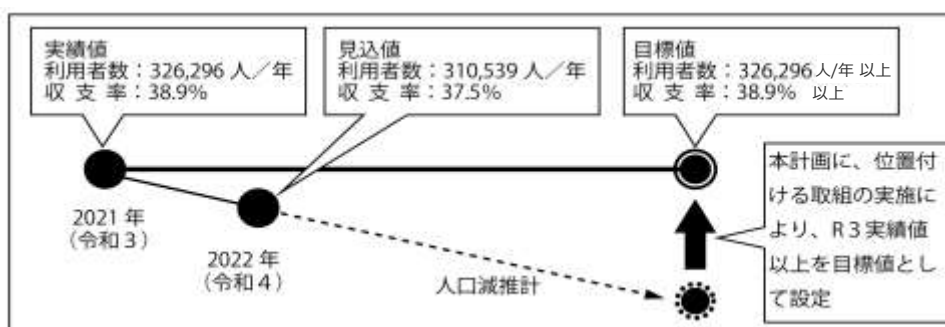 実績値
利用者数：326,296 人／年
収 支 率：38.9%
見込値
利用者数：310,539 人／年
収 支 率：37.5%
目標値
利用者数：326,296 人/年 以上
収 支 率：38.9% 以上
2021 年
（令和３）
2022 年
（令和４）
人口減推計
本計画に、位置付
ける取組の実施に
より、Ｒ３実績値
以上を目標値とし
て設定